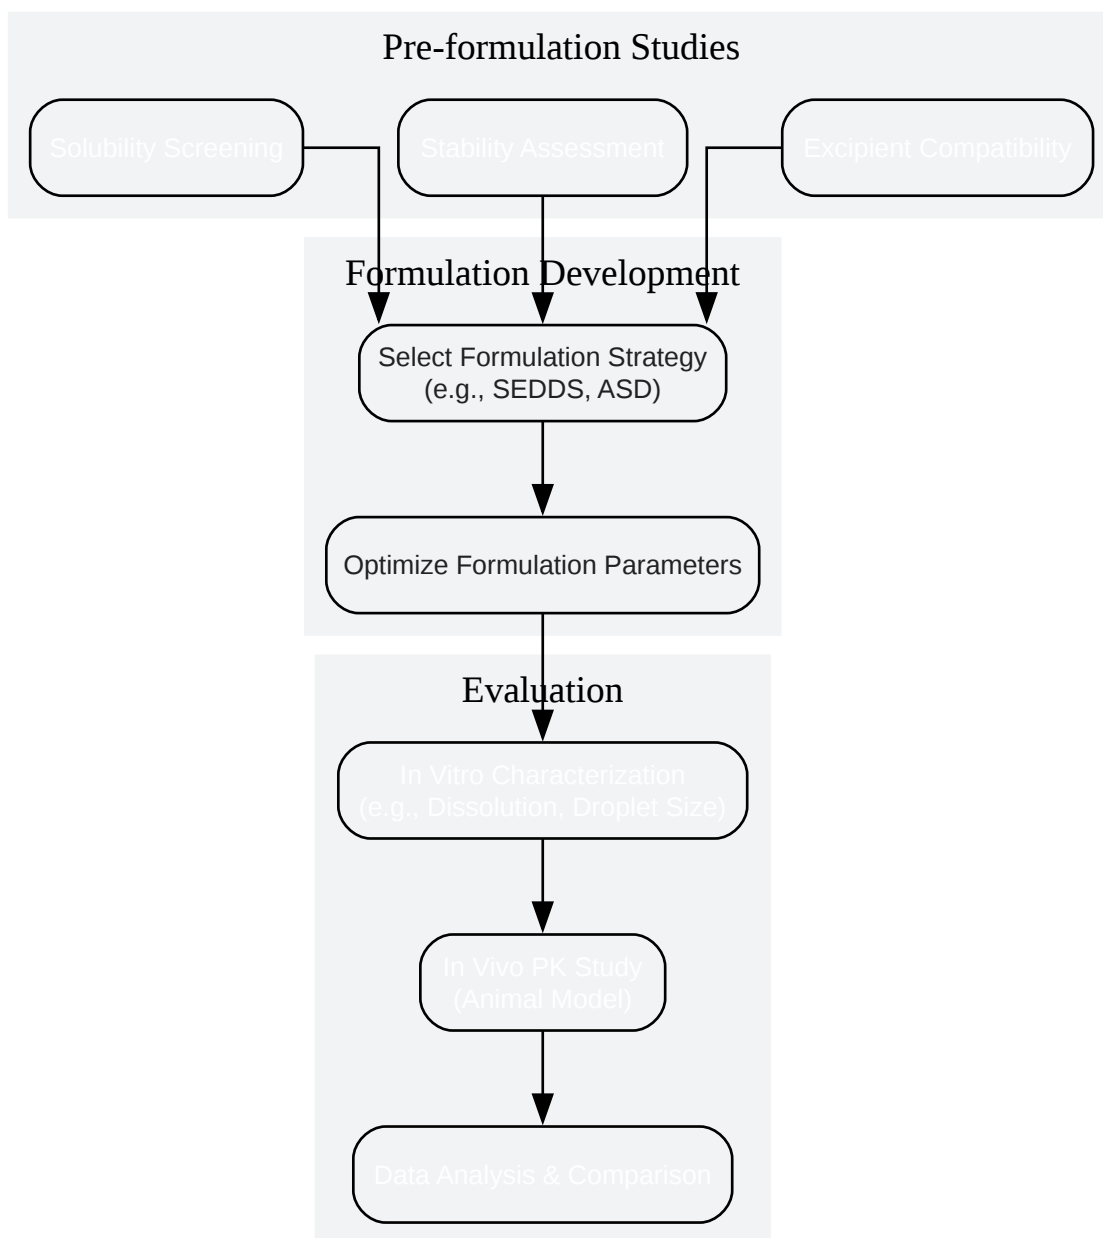 Pre-formulation Studies
Solubility Screening
Stability Assessment
Excipient Compatibility
Formulation Development
Select Formulation Strategy
(e.g., SEDDS, ASD)
Optimize Formulation Parameters
Evaluation
In Vitro Characterization
(e.g., Dissolution, Droplet Size)
In Vivo PK Study
(Animal Model)
Data Analysis & Comparison